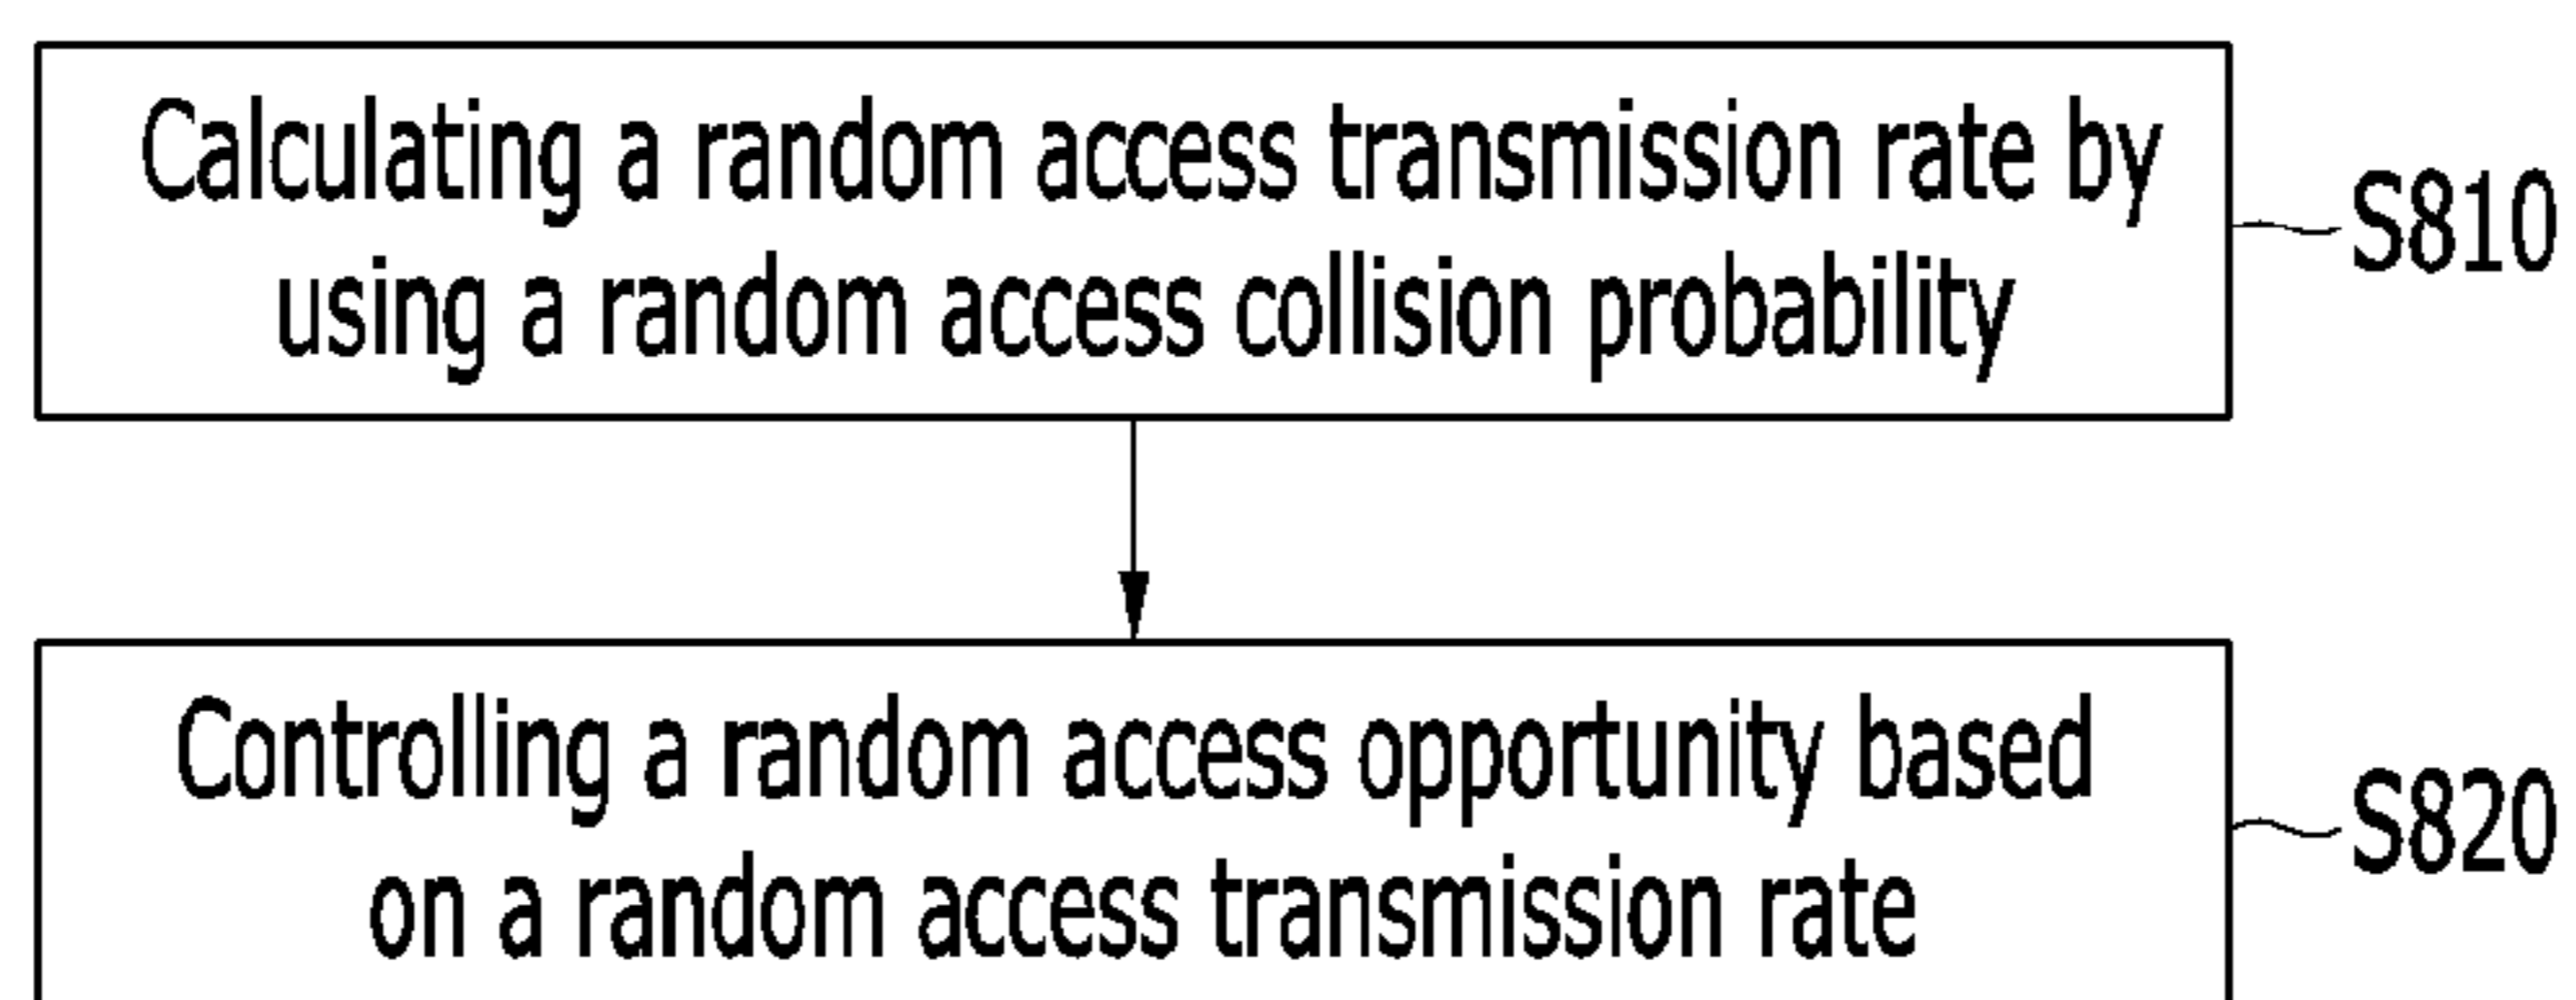 Calculating a random access transmission rate by
using a random access collision probability
S810
Controlling a random access opportunity based
on a random access transmission rate
S820